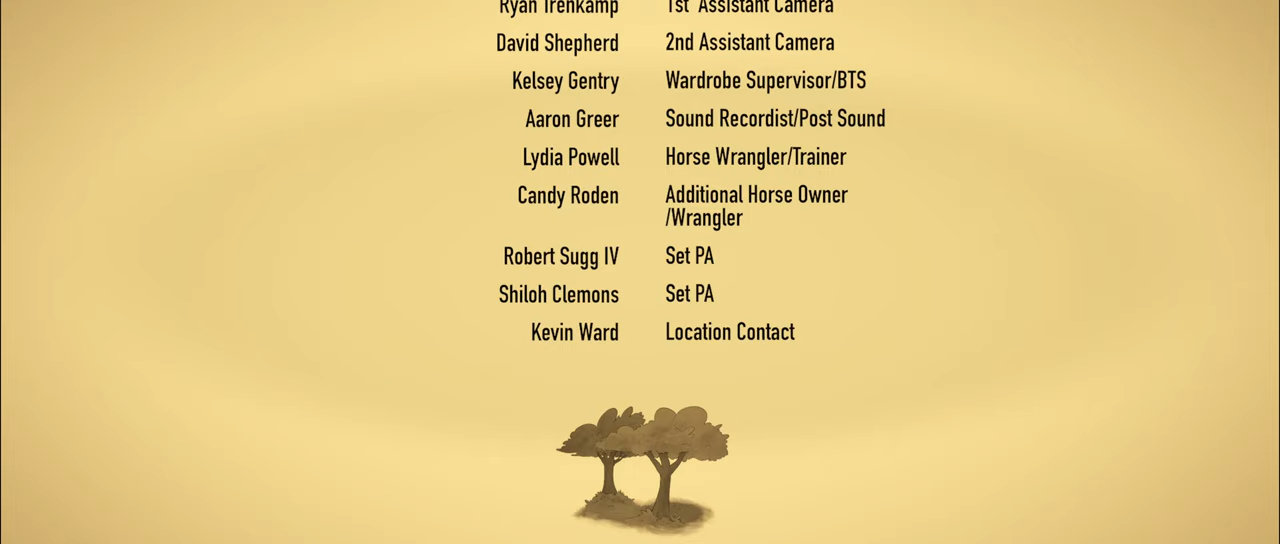 Ryan Trenkamp 1st Assistant Camera
David Shepherd 2nd Assistant Camera
Kelsey Gentry Wardrobe Supervisor/BTS
Aaron Greer Sound Recordist/Post Sound
Lydia Powell Horse Wrangler/Trainer
Candy Roden Additional Horse Owner
/Wrangler
Robert Sugg IV Set PA
Shiloh Clemons Set PA
Kevin Ward Location Contact